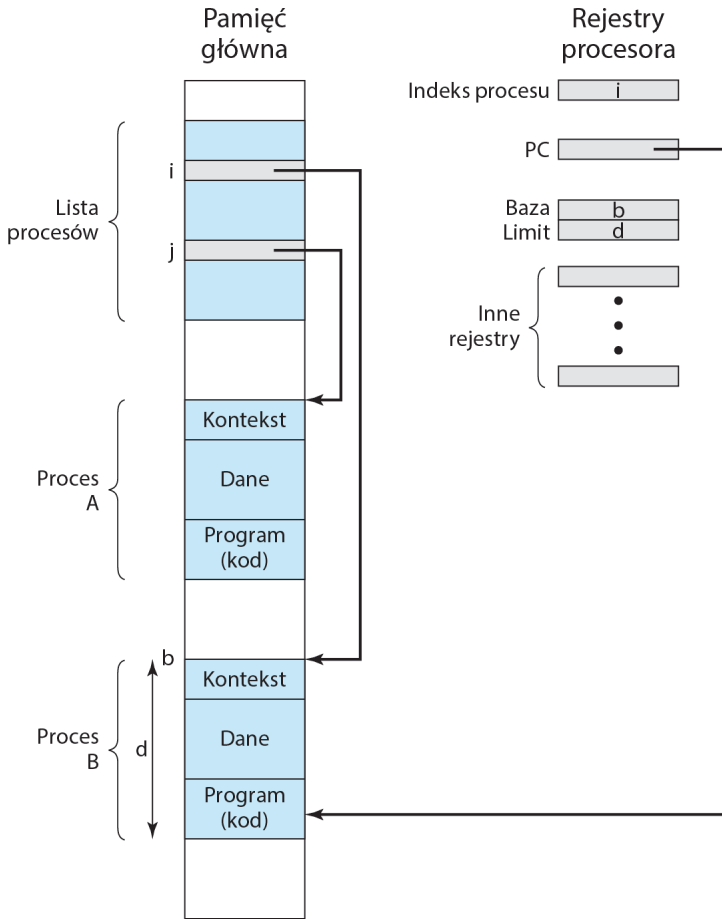 Pamięć
główna
Rejestry
procesora
Indeks procesu
i
PC
Baza
b
Limit
d
Inne
rejestry
Lista
procesów
i
j
Proces
A
Kontekst
Dane
Program
(kod)
Proces
B
b
d
Kontekst
Dane
Program
(kod)